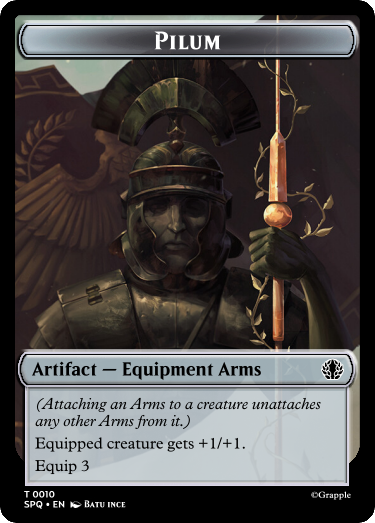 PILUM
Artifact — Equipment Arms
(Attaching an Arms to a creature unattaches
any other Arms from it.)
Equipped creature gets +1/+1.
Equip 3
T 0010
SPQ • EN BATU INCE
©Grapple